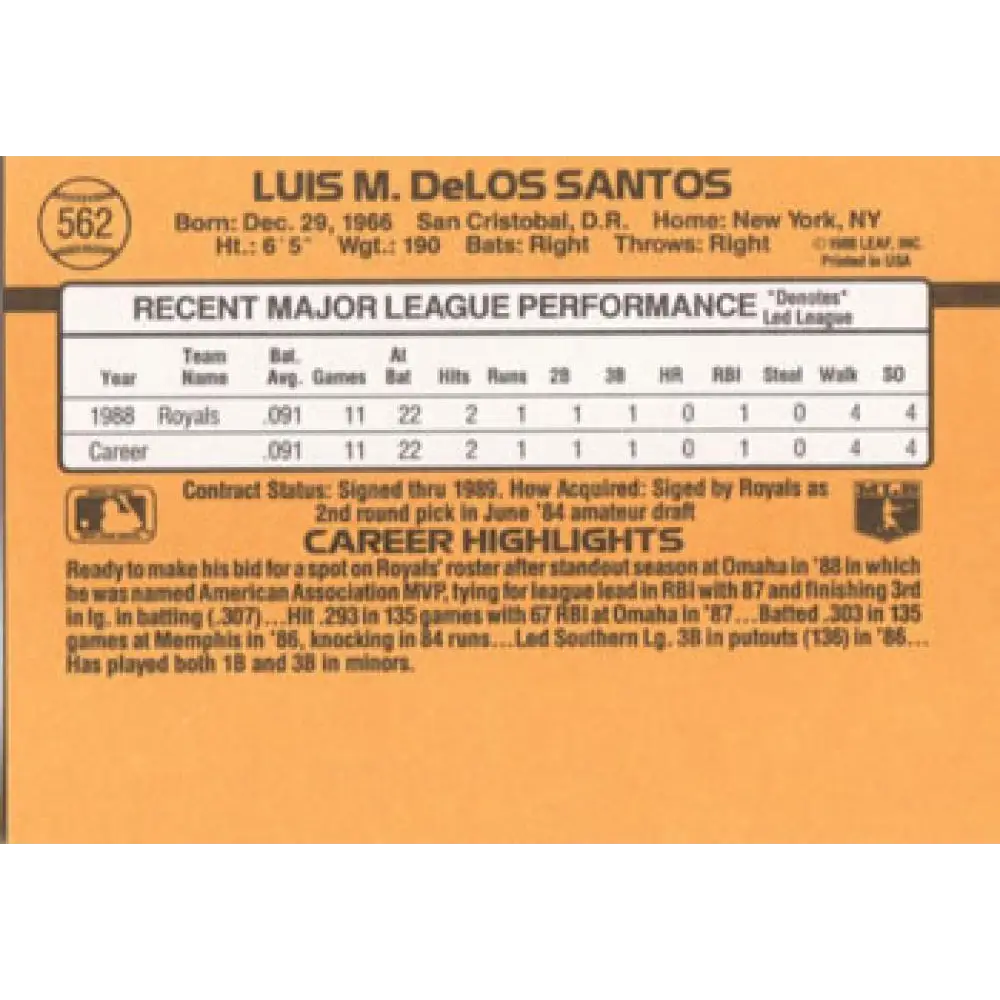 562
LUIS M. DeLOS SANTOS
Born: Dec. 29, 1966 San Cristobal, D.R. Home: New York, NY
Ht.: 6' 5" Wgt.: 190 Bats: Right Throws: Right
© 1988 LEAF, INC.
Printed in USA
RECENT MAJOR LEAGUE PERFORMANCE "Denotes"
Led League
Year Team Name Bat. Avg. Games At Bat Hits Runs 2B 3B HR RBI Steal Walk SO
1988 Royals .091 11 22 2 1 1 1 0 1 0 4 4
Career .091 11 22 2 1 1 1 0 1 0 4 4
Contract Status: Signed thru 1989. How Acquired: Siged by Royals as
2nd round pick in June '84 amateur draft
CAREER HIGHLIGHTS
Ready to make his bid for a spot on Royals' roster after standout season at Omaha in '88 in which
he was named American Association MVP, tying for league lead in RBI with 87 and finishing 3rd
in lg. in batting (.307)...Hit .293 in 135 games with 67 RBI at Omaha in '87...Batted .303 in 135
games at Memphis in '86, knocking in 84 runs...Led Southern Lg. 3B in putouts (136) in '86...
Has played both 1B and 3B in minors.